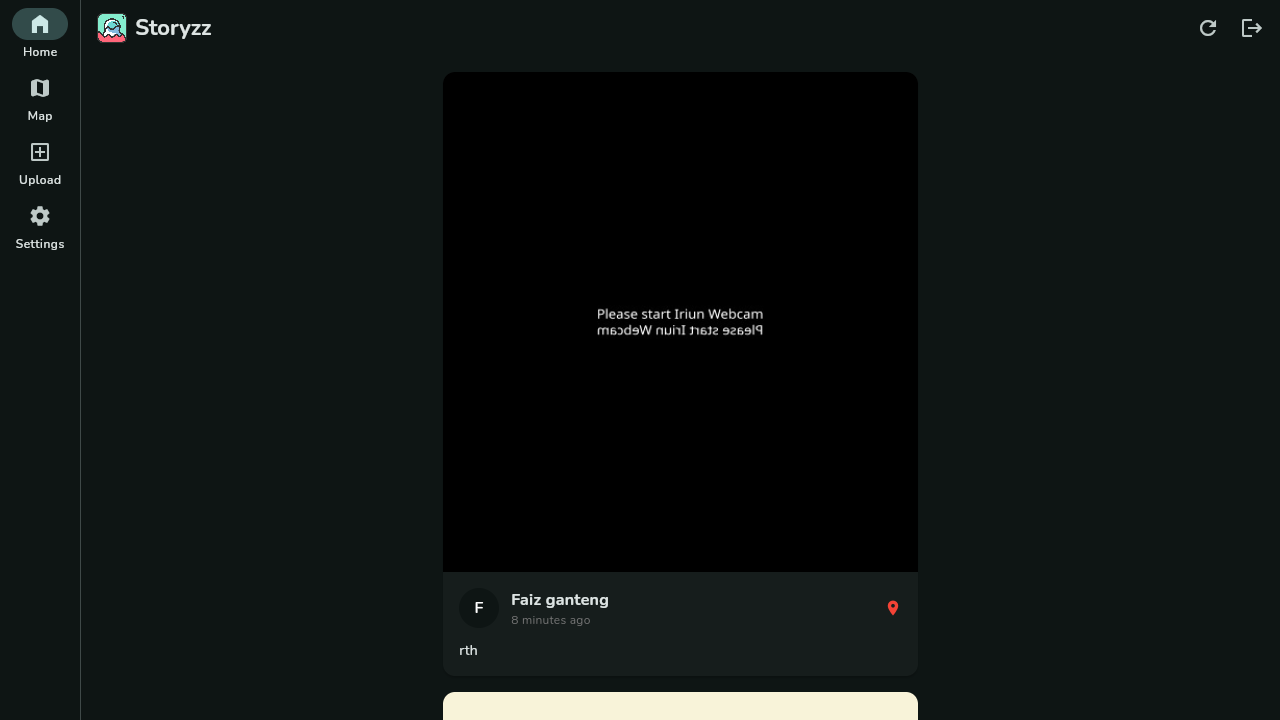 Storyzz
Home
Map
Upload
Settings
Please start Iriun Webcam
Please start Iriun Webcam
F
Faiz ganteng
8 minutes ago
rth